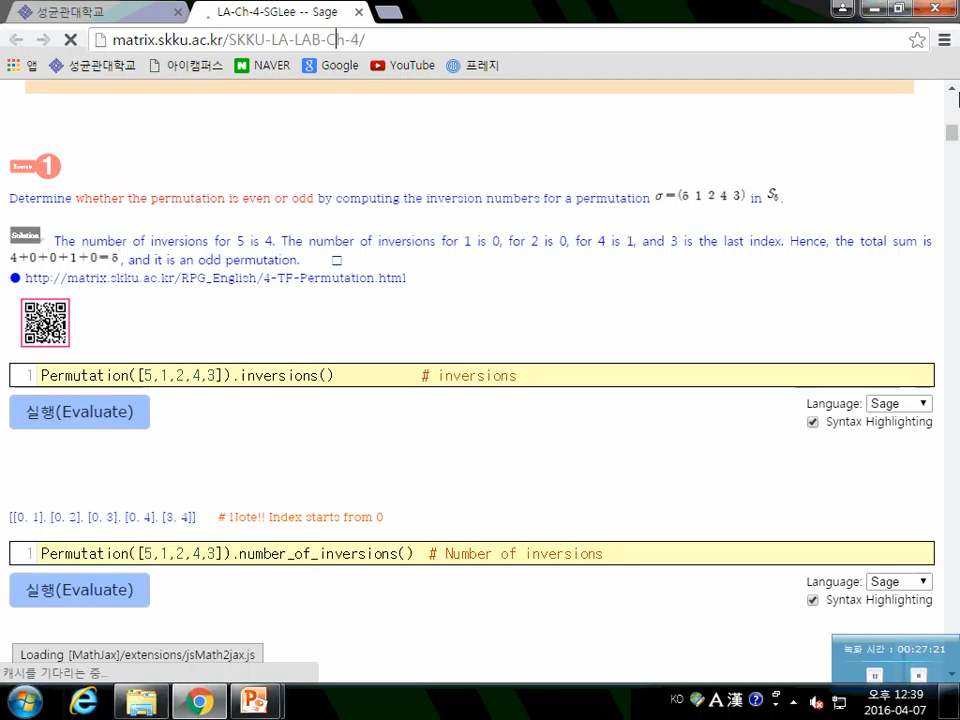 성균관대학교
LA-Ch-4-SGLee -- Sage
matrix.skku.ac.kr/SKKU-LA-LAB-Ch-4/
앱 성균관대학교 아이캠퍼스 NAVER Google YouTube 프레지
1
Determine whether the permutation is even or odd by computing the inversion numbers for a permutation σ=(5 1 2 4 3) in S₅.
Solution The number of inversions for 5 is 4. The number of inversions for 1 is 0, for 2 is 0, for 4 is 1, and 3 is the last index. Hence, the total sum is
4+0+0+1+0=5, and it is an odd permutation. □
● http://matrix.skku.ac.kr/RPG_English/4-TF-Permutation.html
1 Permutation([5,1,2,4,3]).inversions() # inversions
실행(Evaluate)
Language: Sage
Syntax Highlighting
[[0, 1], [0, 2], [0, 3], [0, 4], [3, 4]] # Note!! Index starts from 0
1 Permutation([5,1,2,4,3]).number_of_inversions() # Number of inversions
실행(Evaluate)
Language: Sage
Syntax Highlighting
Loading [MathJax]/extensions/jsMath2jax.js
캐시를 기다리는 중...
녹화 시간 : 00:27:21
KO A 漢
오후 12:39
2016-04-07